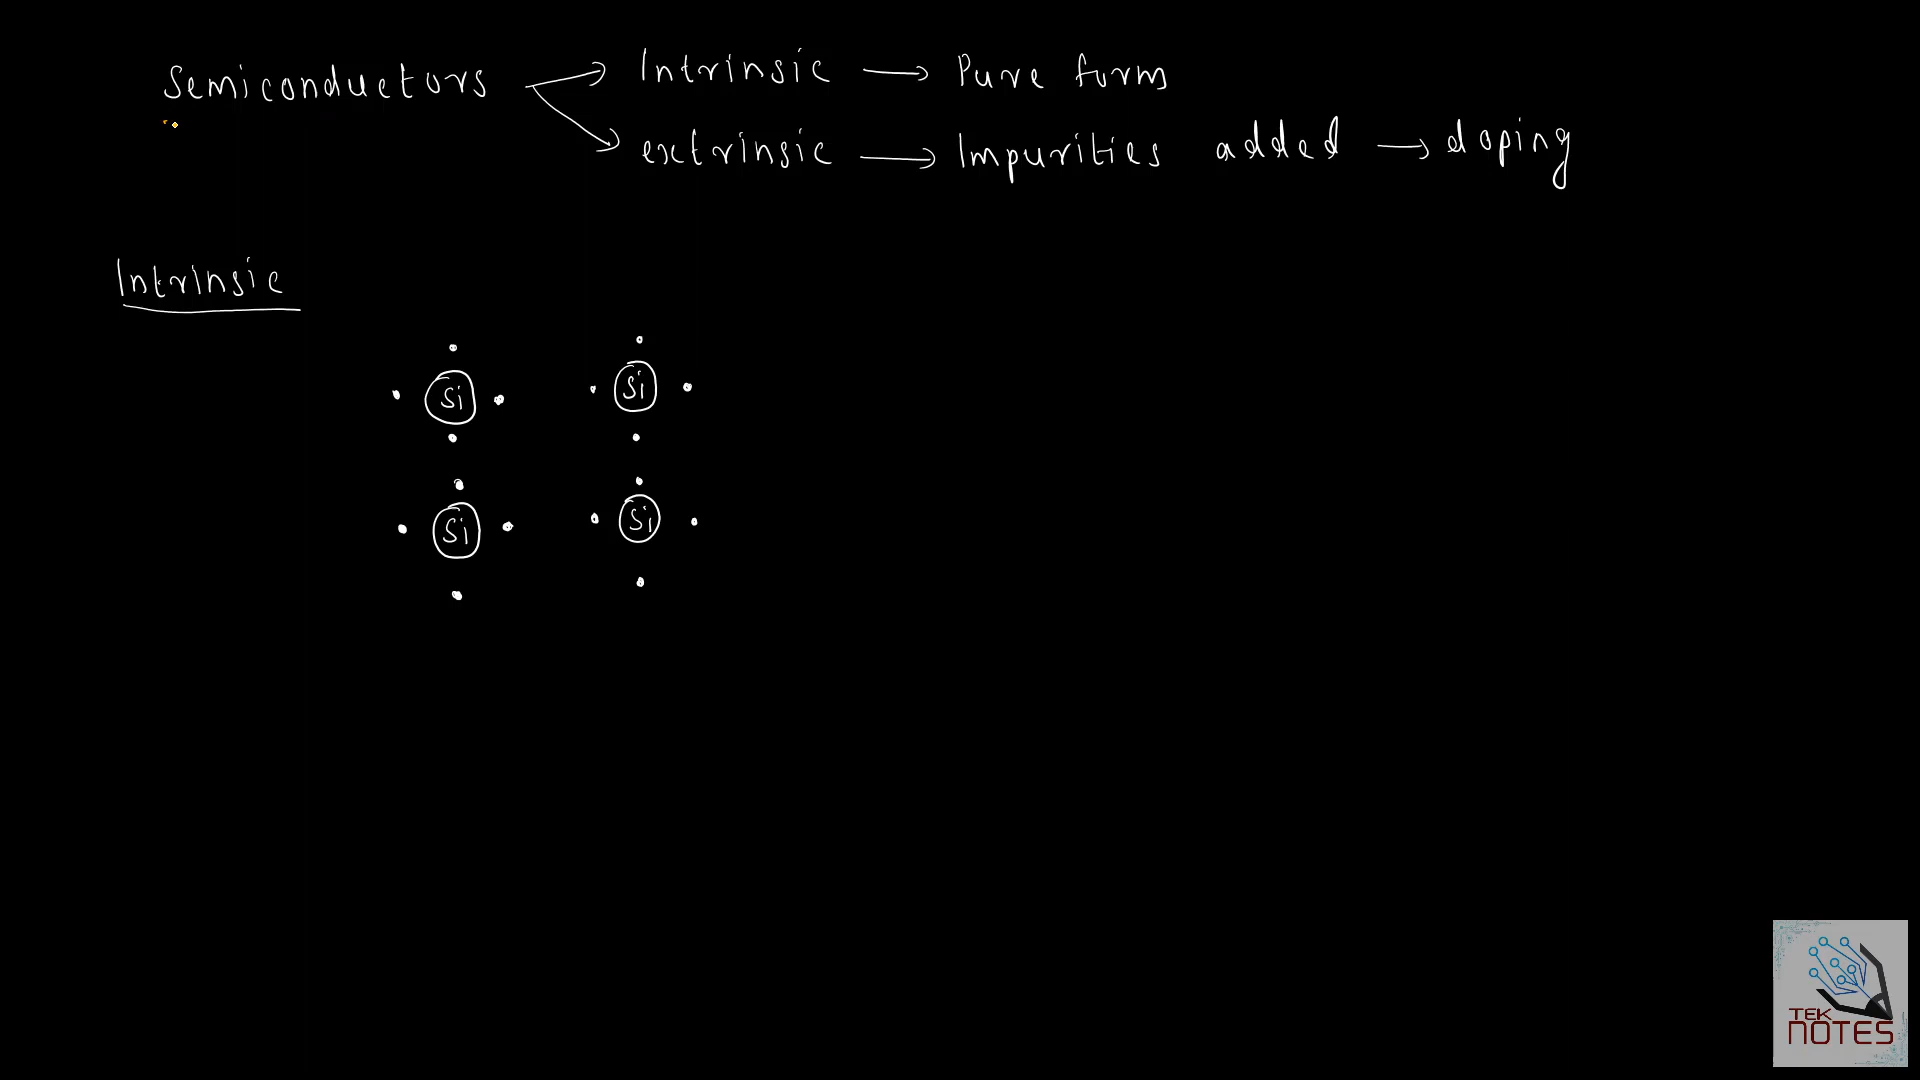 Semiconductors → Intrinsic → Pure form
extrinsic → Impurities added → doping
Intrinsic
Si Si
Si Si
TEK
NOTES